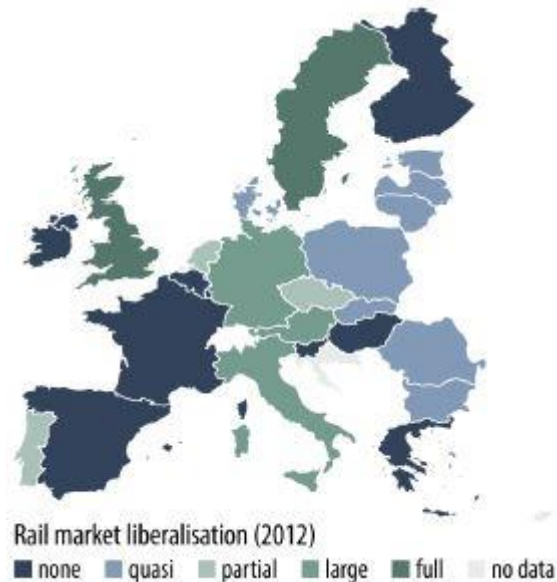 Rail market liberalisation (2012)
none quasi partial large full no data